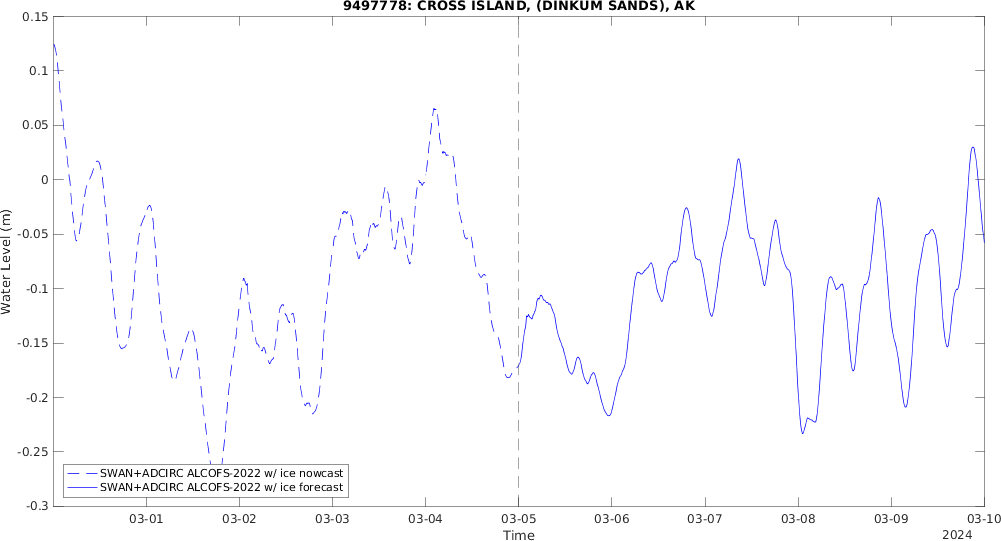 9497778: CROSS ISLAND, (DINKUM SANDS), AK
0.15
0.1
0.05
0
-0.05
-0.1
-0.15
-0.2
-0.25
-0.3
Water Level (m)
SWAN+ADCIRC ALCOFS-2022 w/ ice nowcast
SWAN+ADCIRC ALCOFS-2022 w/ ice forecast
03-01 03-02 03-03 03-04 03-05 03-06 03-07 03-08 03-09 03-10
Time
2024